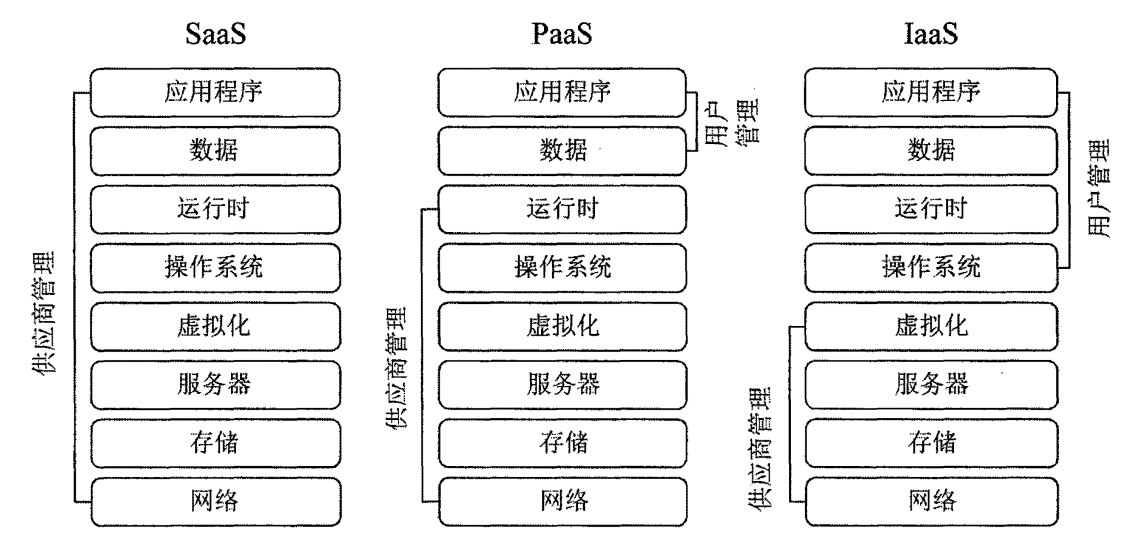 SaaS
应用程序
数据
运行时
操作系统
虚拟化
服务器
存储
网络
供应商管理
PaaS
应用程序
数据
运行时
操作系统
虚拟化
服务器
存储
网络
用户
管理
供应商管理
IaaS
应用程序
数据
运行时
操作系统
虚拟化
服务器
存储
网络
用户管理
供应商管理